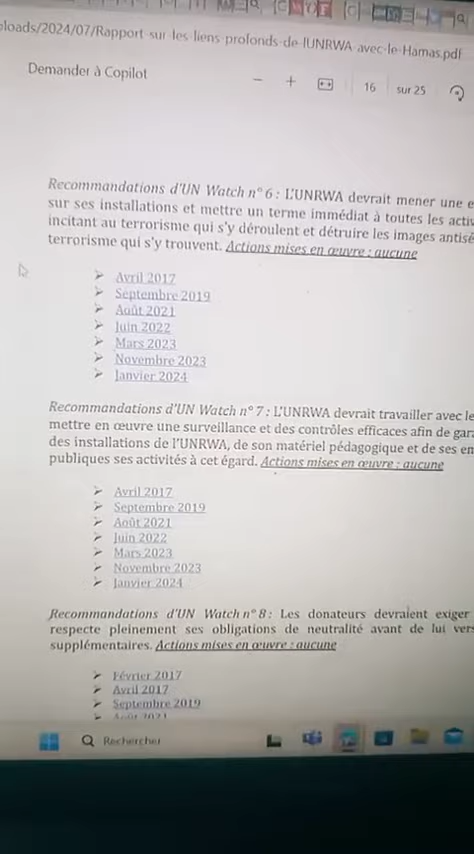 ploads/2024/07/Rapport-sur-les-liens-profonds-de-lUNRWA-avec-le-Hamas.pdf
Demander à Copilot
— + 16 sur 25
Recommandations d'UN Watch n° 6 : L'UNRWA devrait mener une e
sur ses installations et mettre un terme immédiat à toutes les activ
incitant au terrorisme qui s'y déroulent et détruire les images antisé
terrorisme qui s'y trouvent. Actions mises en œuvre : aucune
➤ Avril 2017
➤ Septembre 2019
➤ Août 2021
➤ Juin 2022
➤ Mars 2023
➤ Novembre 2023
➤ Janvier 2024
Recommandations d'UN Watch n° 7 : L'UNRWA devrait travailler avec le
mettre en œuvre une surveillance et des contrôles efficaces afin de gara
des installations de l'UNRWA, de son matériel pédagogique et de ses em
publiques ses activités à cet égard. Actions mises en œuvre : aucune
➤ Avril 2017
➤ Septembre 2019
➤ Août 2021
➤ Juin 2022
➤ Mars 2023
➤ Novembre 2023
➤ Janvier 2024
Recommandations d'UN Watch n° 8 : Les donateurs devraient exiger
respecte pleinement ses obligations de neutralité avant de lui vers
supplémentaires. Actions mises en œuvre : aucune
➤ Février 2017
➤ Avril 2017
➤ Septembre 2019
➤ Août 2021
Rechercher